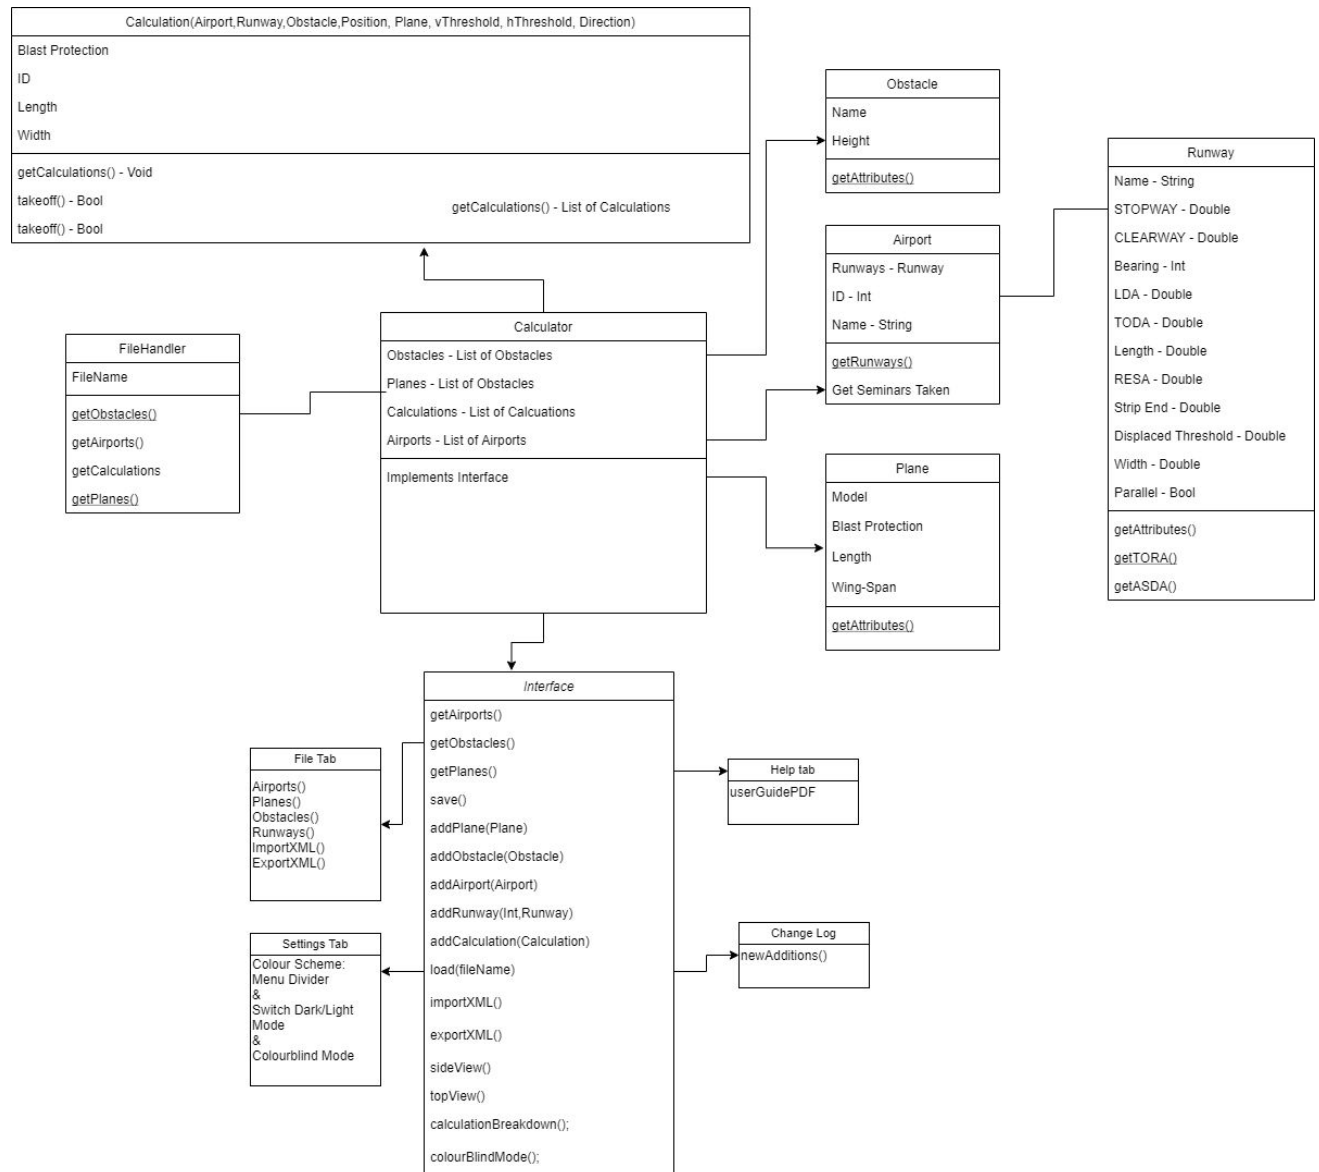 Calculation(Airport,Runway,Obstacle,Position, Plane, vThreshold, hThreshold, Direction)
Blast Protection
ID
Length
Width
getCalculations() - Void
takeoff() - Bool
takeoff() - Bool
getCalculations() - List of Calculations
Obstacle
Name
Height
getAttributes()
Runway
Name - String
STOPWAY - Double
CLEARWAY - Double
Bearing - Int
LDA - Double
TODA - Double
Length - Double
RESA - Double
Strip End - Double
Displaced Threshold - Double
Width - Double
Parallel - Bool
getAttributes()
getTORA()
getASDA()
Airport
Runways - Runway
ID - Int
Name - String
getRunways()
Get Seminars Taken
Calculator
Obstacles - List of Obstacles
Planes - List of Obstacles
Calculations - List of Calcuations
Airports - List of Airports
Implements Interface
FileHandler
FileName
getObstacles()
getAirports()
getCalculations
getPlanes()
Plane
Model
Blast Protection
Length
Wing-Span
getAttributes()
Interface
getAirports()
getObstacles()
getPlanes()
save()
addPlane(Plane)
addObstacle(Obstacle)
addAirport(Airport)
addRunway(Int,Runway)
addCalculation(Calculation)
load(fileName)
importXML()
exportXML()
sideView()
topView()
calculationBreakdown();
colourBlindMode();
File Tab
Airports()
Planes()
Obstacles()
Runways()
ImportXML()
ExportXML()
Help tab
userGuidePDF
Settings Tab
Colour Scheme:
Menu Divider
&
Switch Dark/Light
Mode
&
Colourblind Mode
Change Log
newAdditions()